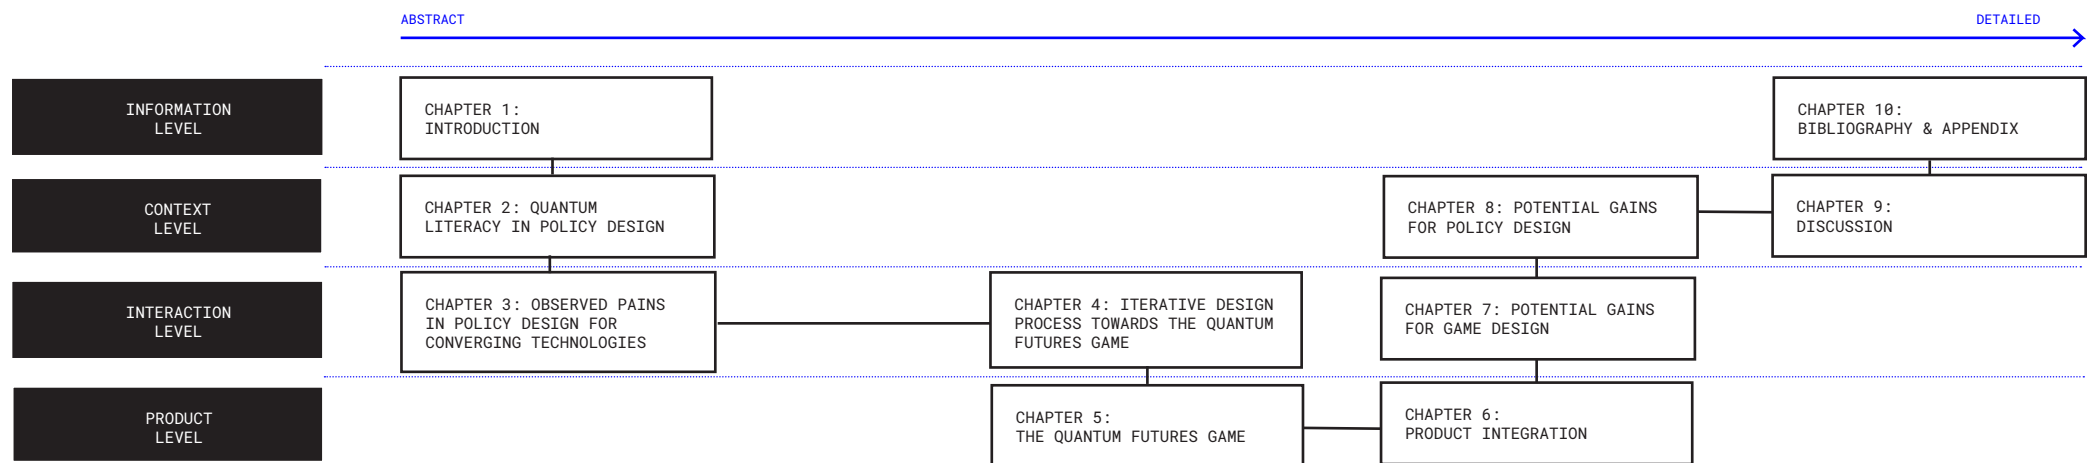 ABSTRACT
DETAILED
INFORMATION
LEVEL
CHAPTER 1:
INTRODUCTION
CHAPTER 10:
BIBLIOGRAPHY & APPENDIX
CONTEXT
LEVEL
CHAPTER 2: QUANTUM
LITERACY IN POLICY DESIGN
CHAPTER 8: POTENTIAL GAINS
FOR POLICY DESIGN
CHAPTER 9:
DISCUSSION
INTERACTION
LEVEL
CHAPTER 3: OBSERVED PAINS
IN POLICY DESIGN FOR
CONVERGING TECHNOLOGIES
CHAPTER 4: ITERATIVE DESIGN
PROCESS TOWARDS THE QUANTUM
FUTURES GAME
CHAPTER 7: POTENTIAL GAINS
FOR GAME DESIGN
PRODUCT
LEVEL
CHAPTER 5:
THE QUANTUM FUTURES GAME
CHAPTER 6:
PRODUCT INTEGRATION